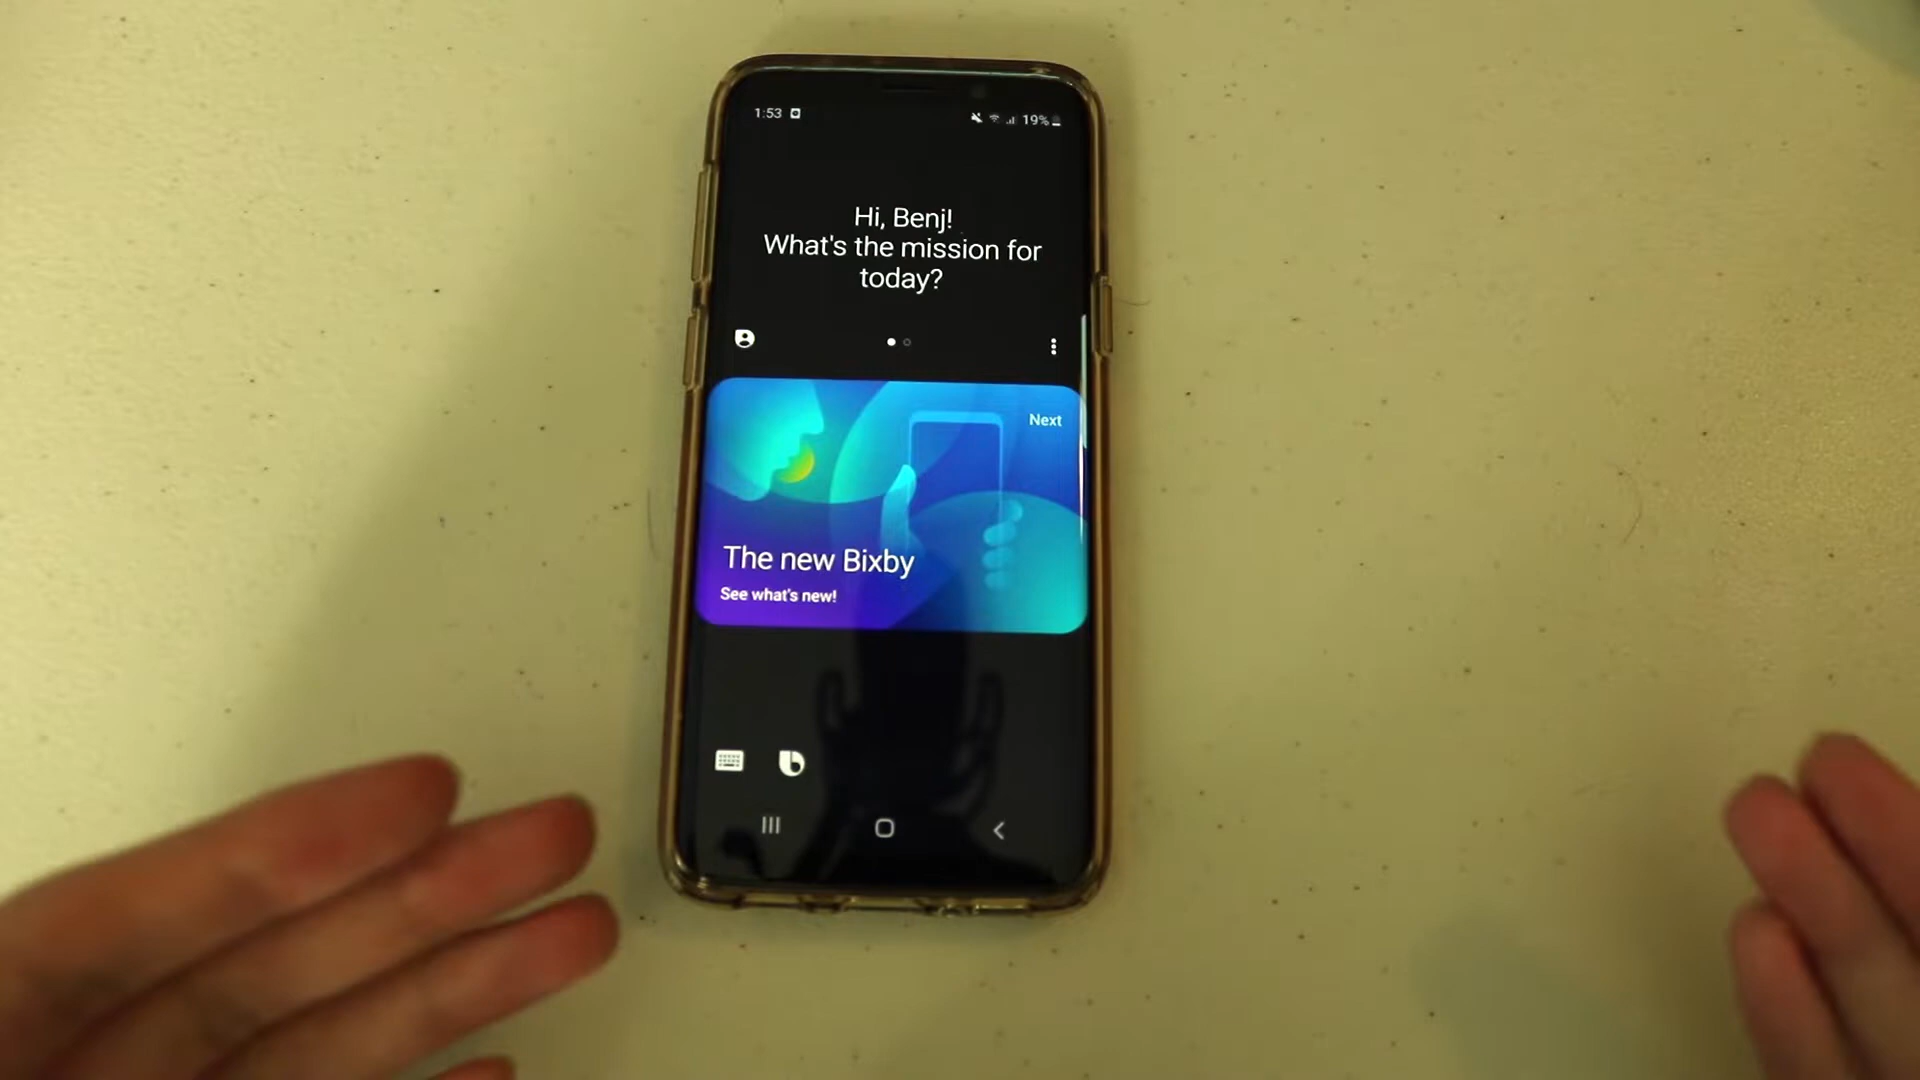 1:53
19%
Hi, Benj!
What's the mission for
today?
Next
The new Bixby
See what's new!